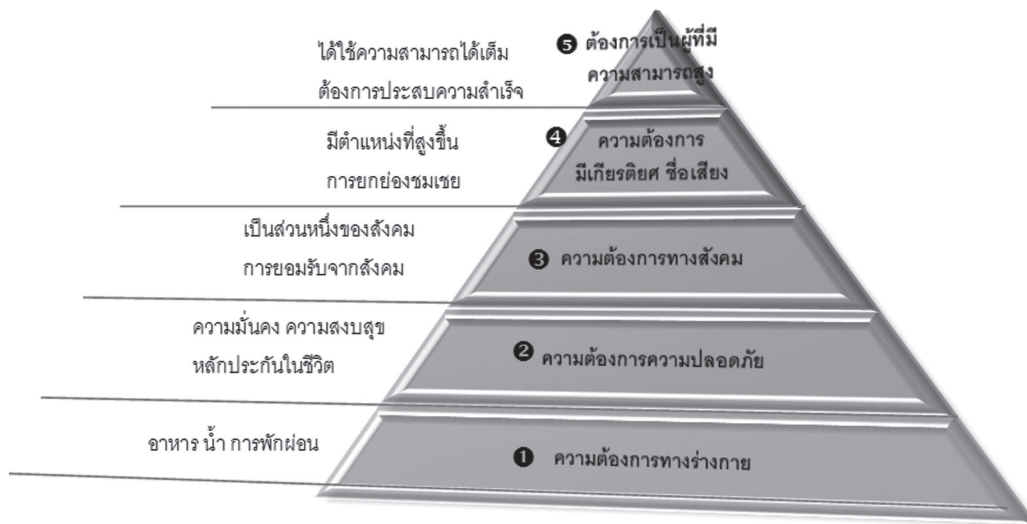 ได้ใช้ความสามารถได้เต็ม
ต้องการประสบความสำเร็จ
❺ ต้องการเป็นผู้ที่มี
ความสามารถสูง
มีตำแหน่งที่สูงขึ้น
การยกย่องชมเชย
❹ ความต้องการ
มีเกียรติยศ ชื่อเสียง
เป็นส่วนหนึ่งของสังคม
การยอมรับจากสังคม
❸ ความต้องการทางสังคม
ความมั่นคง ความสงบสุข
หลักประกันในชีวิต
❷ ความต้องการความปลอดภัย
อาหาร น้ำ การพักผ่อน
❶ ความต้องการทางร่างกาย